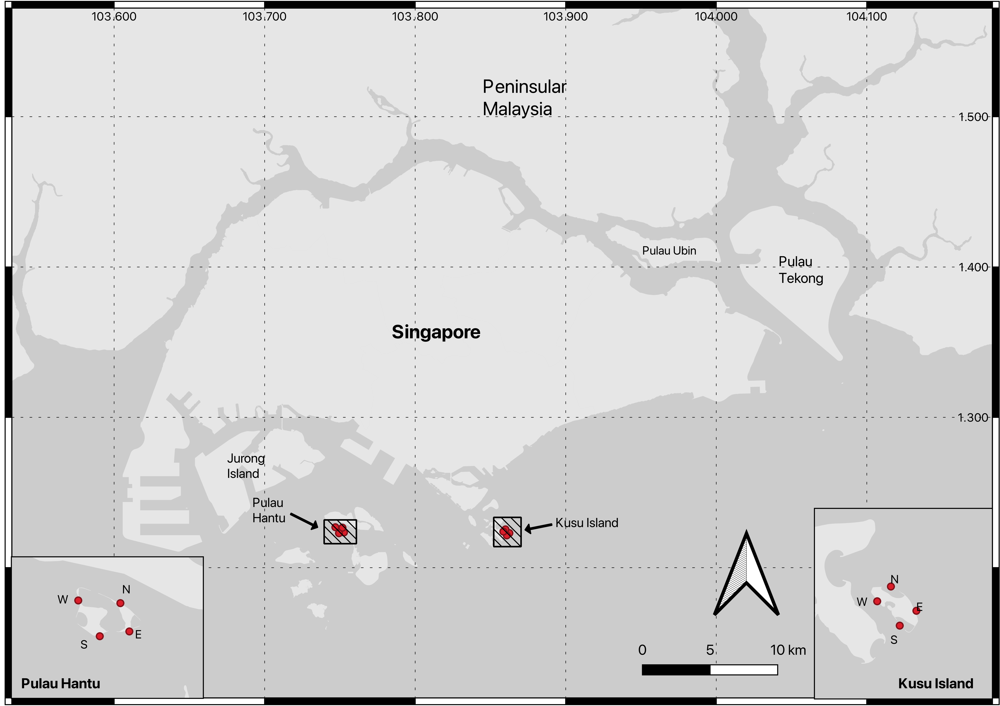 103.600
103.700
103.800
103.900
104.000
104.100
Peninsular
Malaysia
1.500
Pulau Ubin
Pulau
Tekong
1.400
Singapore
1.300
Jurong
Island
Pulau
Hantu
Kusu Island
N
W
E
S
Pulau Hantu
0
5
10 km
N
W
E
S
Kusu Island